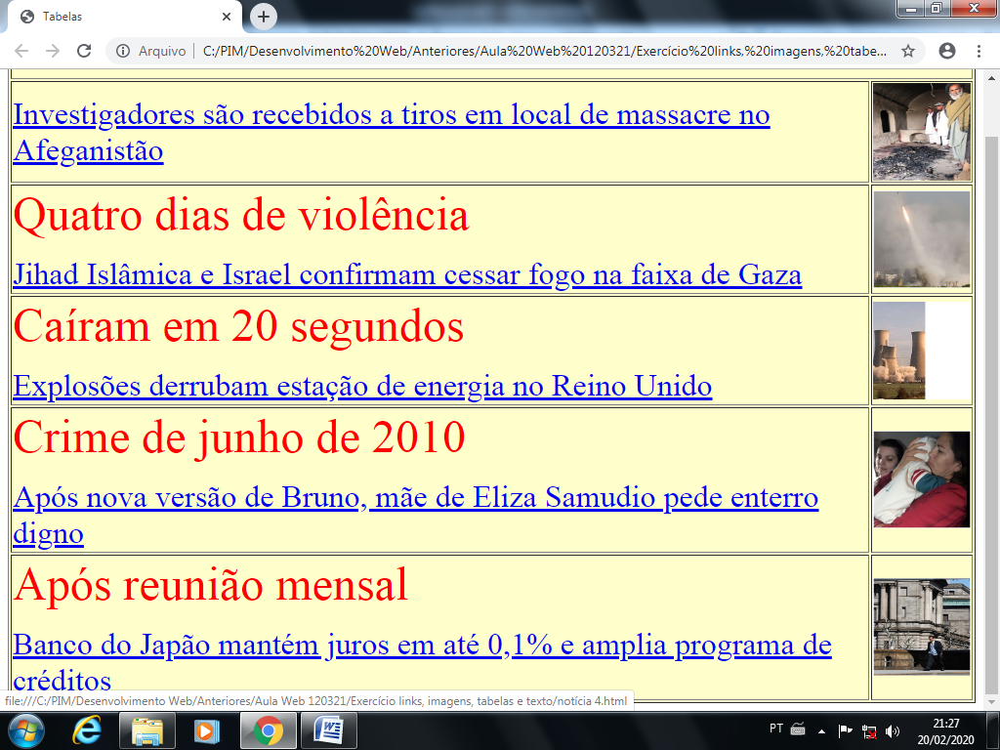 Tabelas
Arquivo | C:/PIM/Desenvolvimento%20Web/Anteriores/Aula%20Web%20120321/Exercício%20links,%20imagens,%20tabe...
Investigadores são recebidos a tiros em local de massacre no
Afeganistão
Quatro dias de violência
Jihad Islâmica e Israel confirmam cessar fogo na faixa de Gaza
Caíram em 20 segundos
Explosões derrubam estação de energia no Reino Unido
Crime de junho de 2010
Após nova versão de Bruno, mãe de Eliza Samudio pede enterro
digno
Após reunião mensal
Banco do Japão mantém juros em até 0,1% e amplia programa de
créditos
file:///C:/PIM/Desenvolvimento Web/Anteriores/Aula Web 120321/Exercício links, imagens, tabelas e texto/notícia 4.html
PT
21:27
20/02/2020